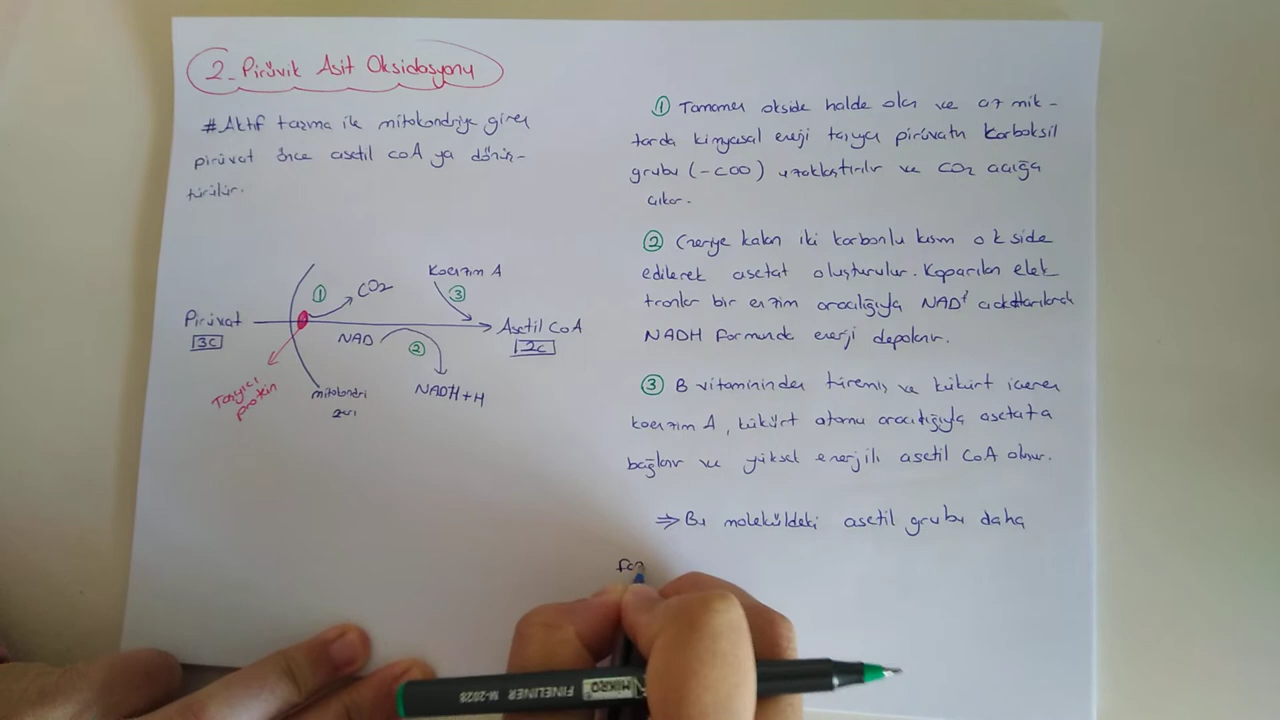 2_ Pirüvik Asit Oksidasyonu
# Aktif taşıma ile mitokondriye giren
pirüvat önce asetil coA ya dönüş-
türülür.
Pirüvat
3c
①
CO2
Koenzim A
③
Asetil CoA
2c
NAD
②
NADH+H
Taşıyıcı
protein
mitokondri
zarı
① Tamamen okside halde olan ve az mik-
tarda kimyasal enerji taşıyan pirüvatın karboksil
grubu (-COO) uzaklaştırılır ve CO2 açığa
çıkar.
② Geriye kalan iki karbonlu kısım okside
edilerek asetat oluşturulur. Koparılan elek
tronlar bir enzim aracılığıyla NAD⁺ a aktarılarak
NADH formunda enerji depolanır.
③ B vitamininden türemiş ve kükürt içeren
koenzim A, kükürt atomu aracılığıyla asetata
bağlanır ve yüksek enerjili asetil CoA oluşur.
⇒ Bu moleküldeki asetil grubu daha
faz
FINELINER M-2028
MIKRO